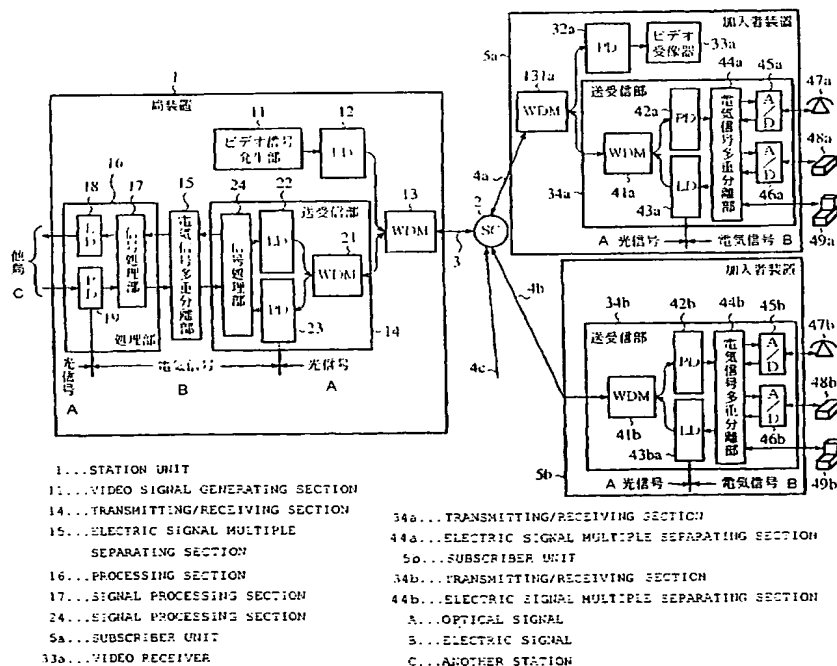 1
局装置
11
ビデオ信号
発生部
12
LD
16
18
17
15
24
22
送受信部
13
LD
信号処理部
電気信号多重分離部
信号処理部
LD
21
WDM
WDM
他局
C
PD
19
処理部
PD
23
14
3
光信号
A
電気信号
B
光信号
A
2
SC
4a
4b
4c
加入者装置
5a
32a
PD
ビデオ
受像器
33a
131a
WDM
送受信部
44a
45a
47a
42a
PD
電気信号多重分離部
A/D
48a
WDM
41a
LD
A/D
46a
34a
43a
49a
A 光信号
電気信号 B
加入者装置
34b
42b
44b
45b
47b
送受信部
PD
電気信号多重分離部
A/D
48b
WDM
41b
LD
A/D
46b
43ba
5b
49b
A 光信号
電気信号 B
1...STATION UNIT
11...VIDEO SIGNAL GENERATING SECTION
14...TRANSMITTING/RECEIVING SECTION
15...ELECTRIC SIGNAL MULTIPLE
SEPARATING SECTION
16...PROCESSING SECTION
17...SIGNAL PROCESSING SECTION
24...SIGNAL PROCESSING SECTION
5a...SUBSCRIBER UNIT
33a...VIDEO RECEIVER
34a...TRANSMITTING/RECEIVING SECTION
44a...ELECTRIC SIGNAL MULTIPLE SEPARATING SECTION
5b...SUBSCRIBER UNIT
34b...TRANSMITTING/RECEIVING SECTION
44b...ELECTRIC SIGNAL MULTIPLE SEPARATING SECTION
A...OPTICAL SIGNAL
B...ELECTRIC SIGNAL
C...ANOTHER STATION